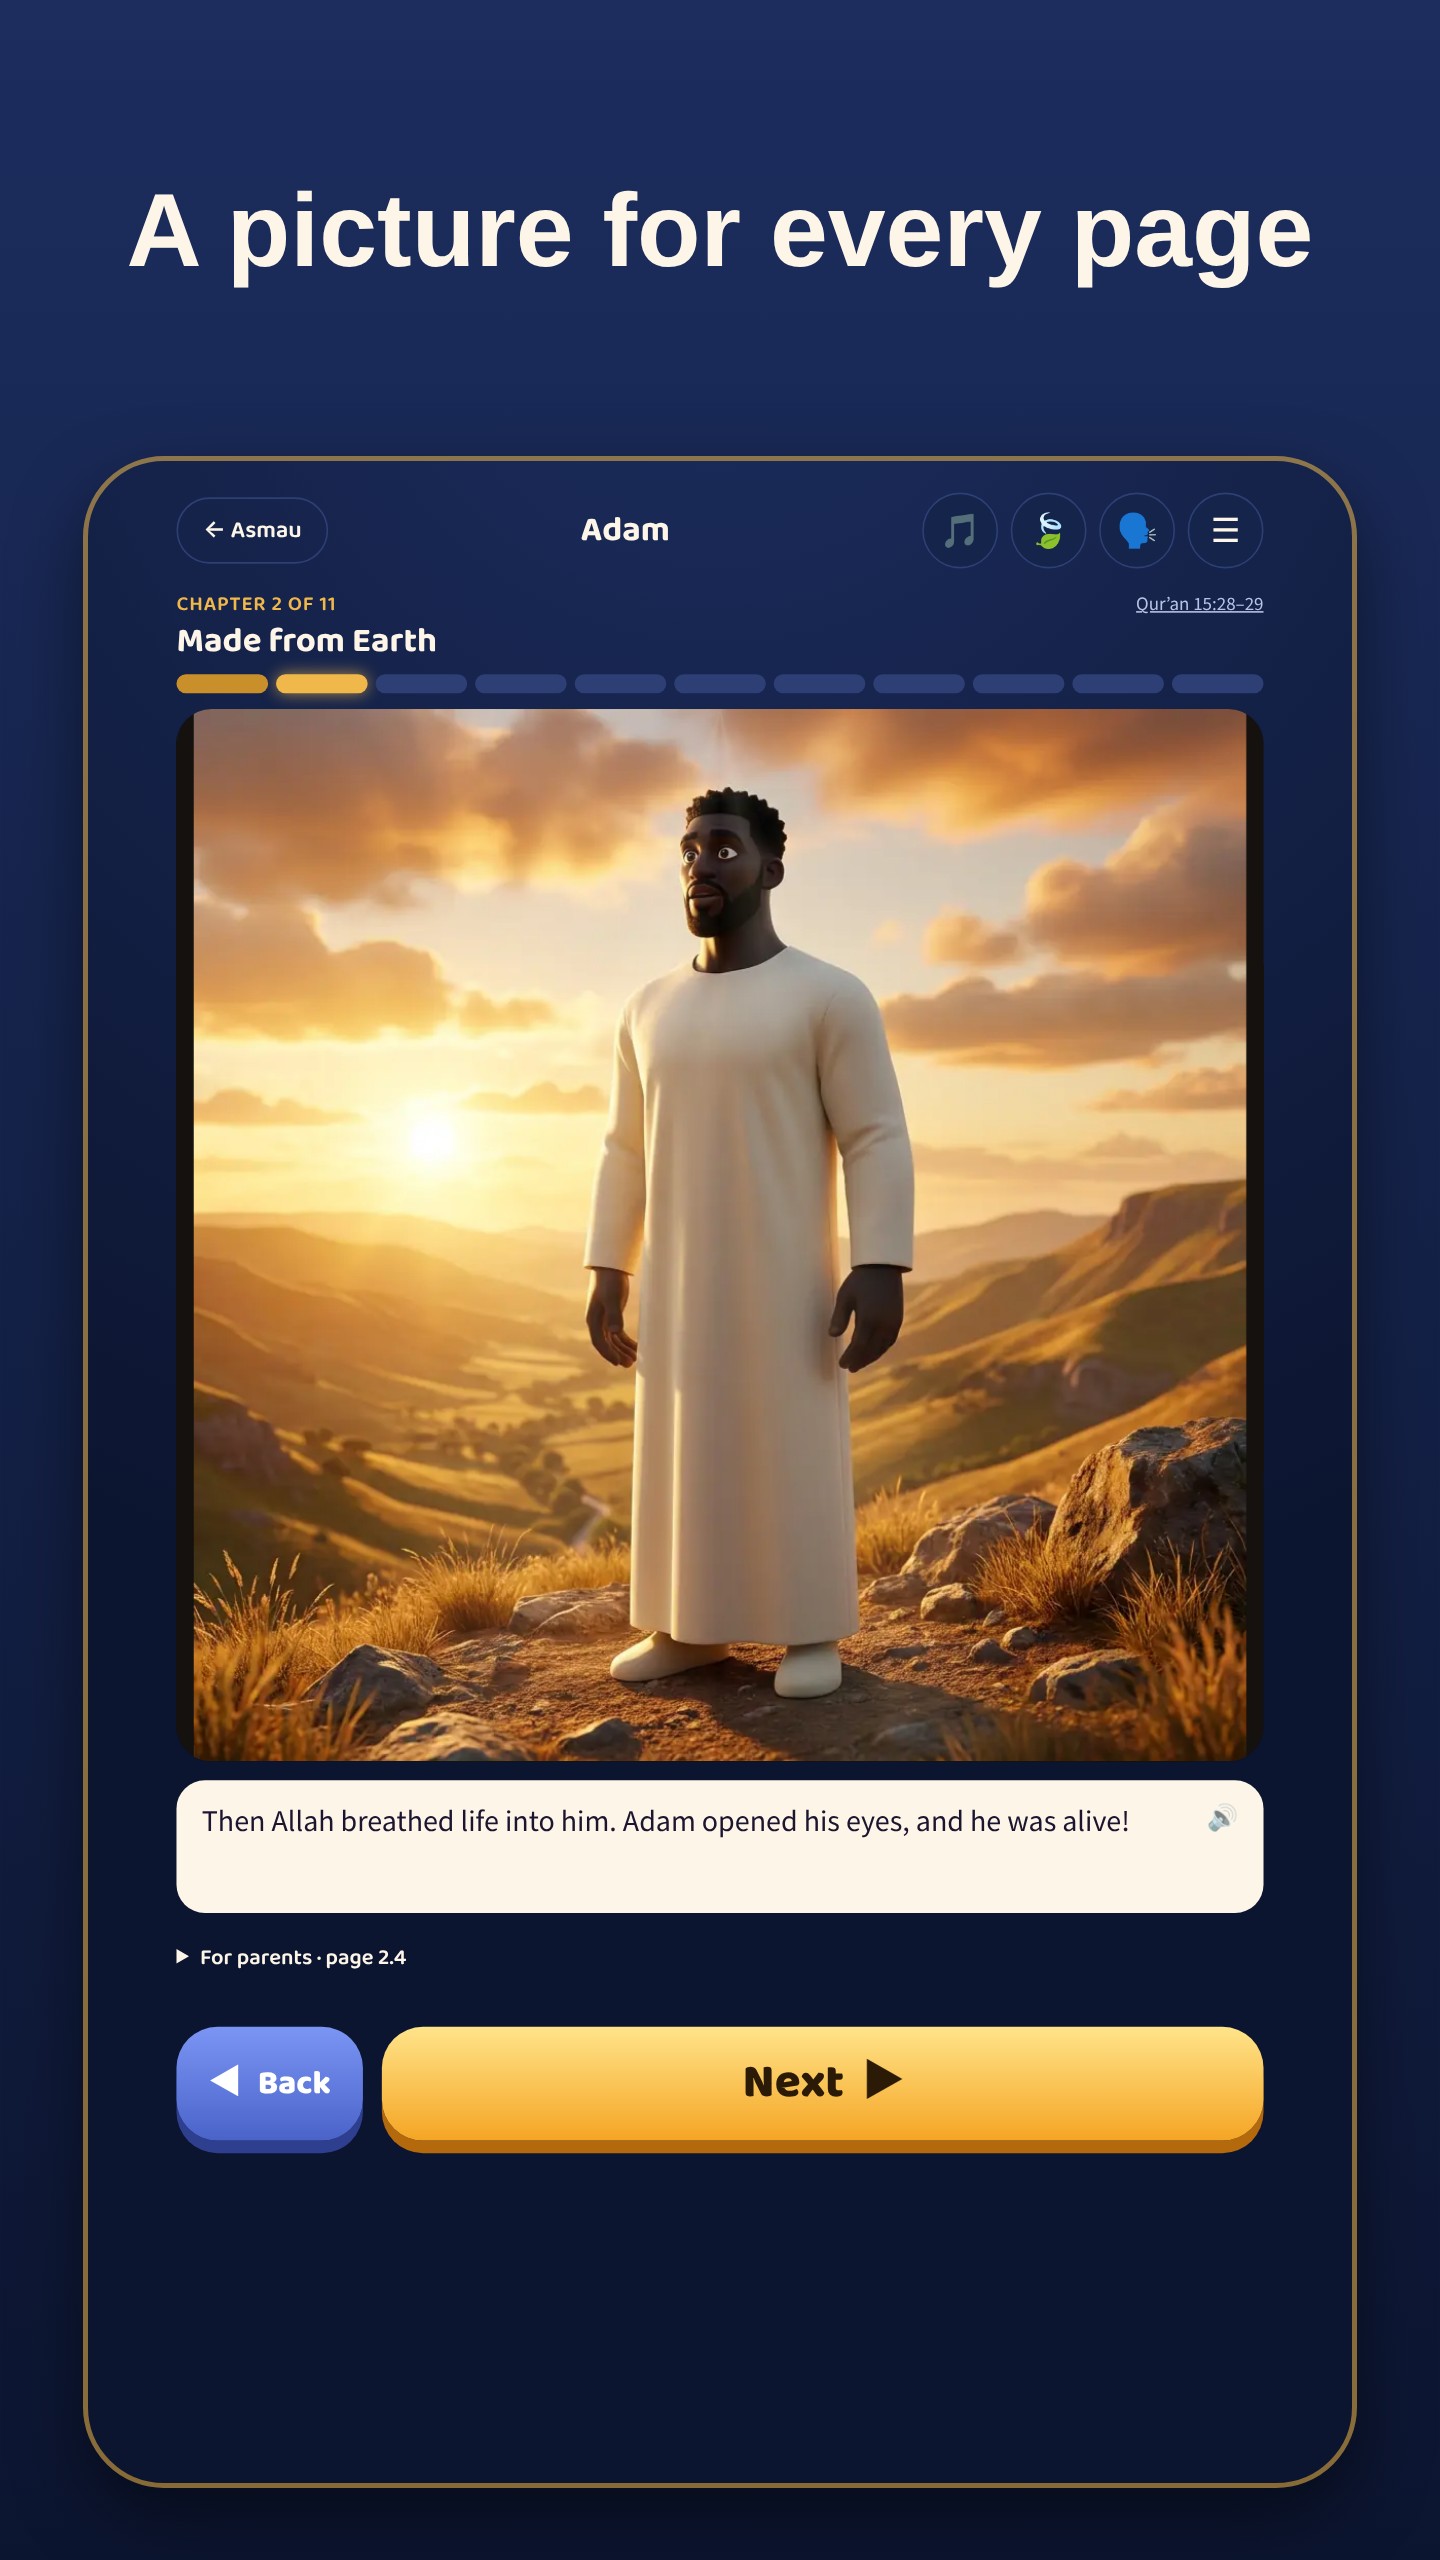 A picture for every page
← Asmau
Adam
CHAPTER 2 OF 11
Qur’an 15:28–29
Made from Earth
Then Allah breathed life into him. Adam opened his eyes, and he was alive!
For parents · page 2.4
Back
Next